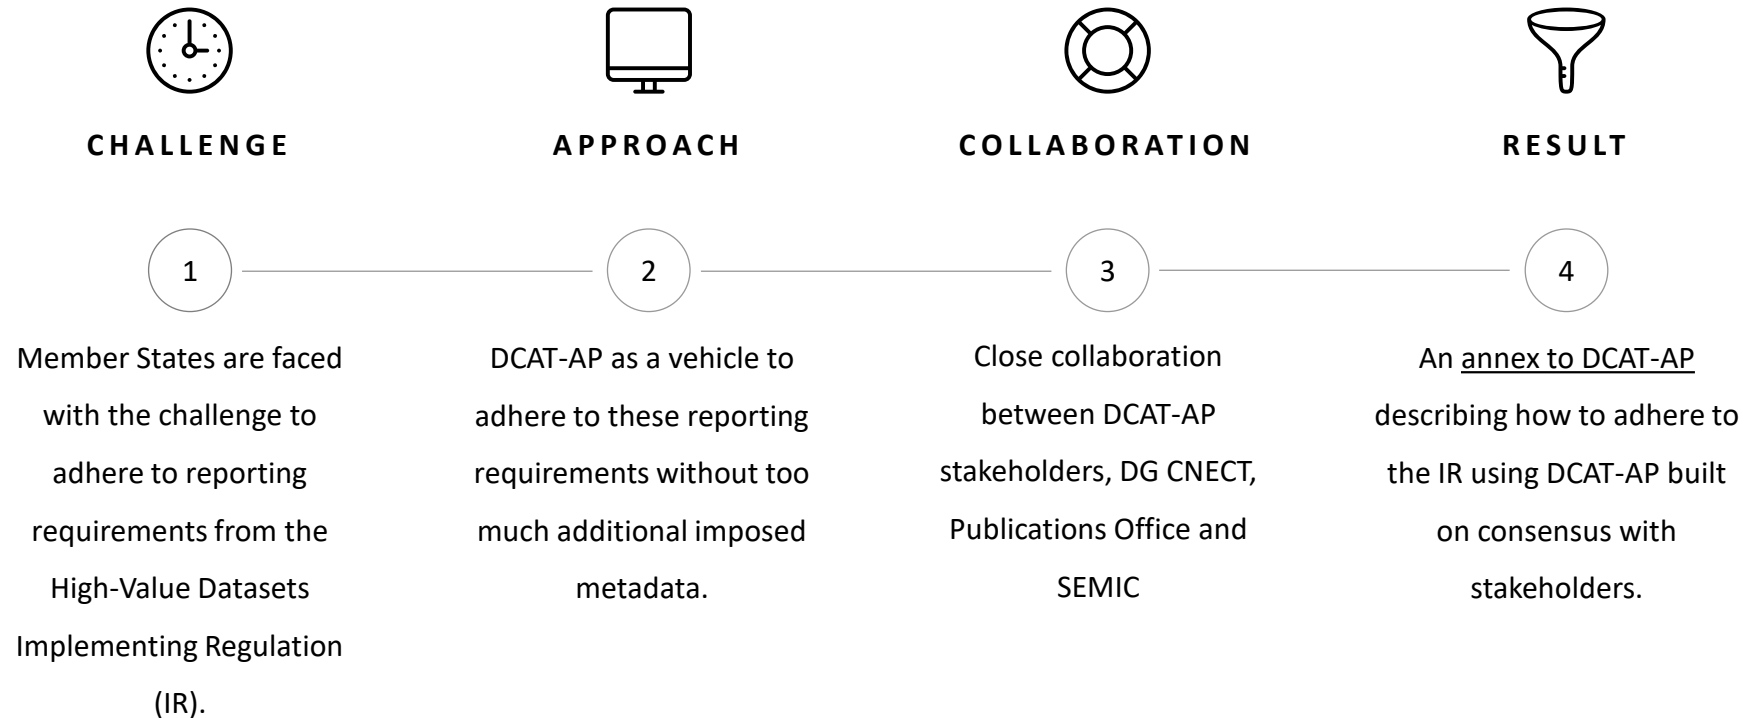 CHALLENGE
APPROACH
COLLABORATION
RESULT
1
2
3
4
Member States are faced
with the challenge to
adhere to reporting
requirements from the
High-Value Datasets
Implementing Regulation
(IR).
DCAT-AP as a vehicle to
adhere to these reporting
requirements without too
much additional imposed
metadata.
Close collaboration
between DCAT-AP
stakeholders, DG CNECT,
Publications Office and
SEMIC
An annex to DCAT-AP
describing how to adhere to
the IR using DCAT-AP built
on consensus with
stakeholders.